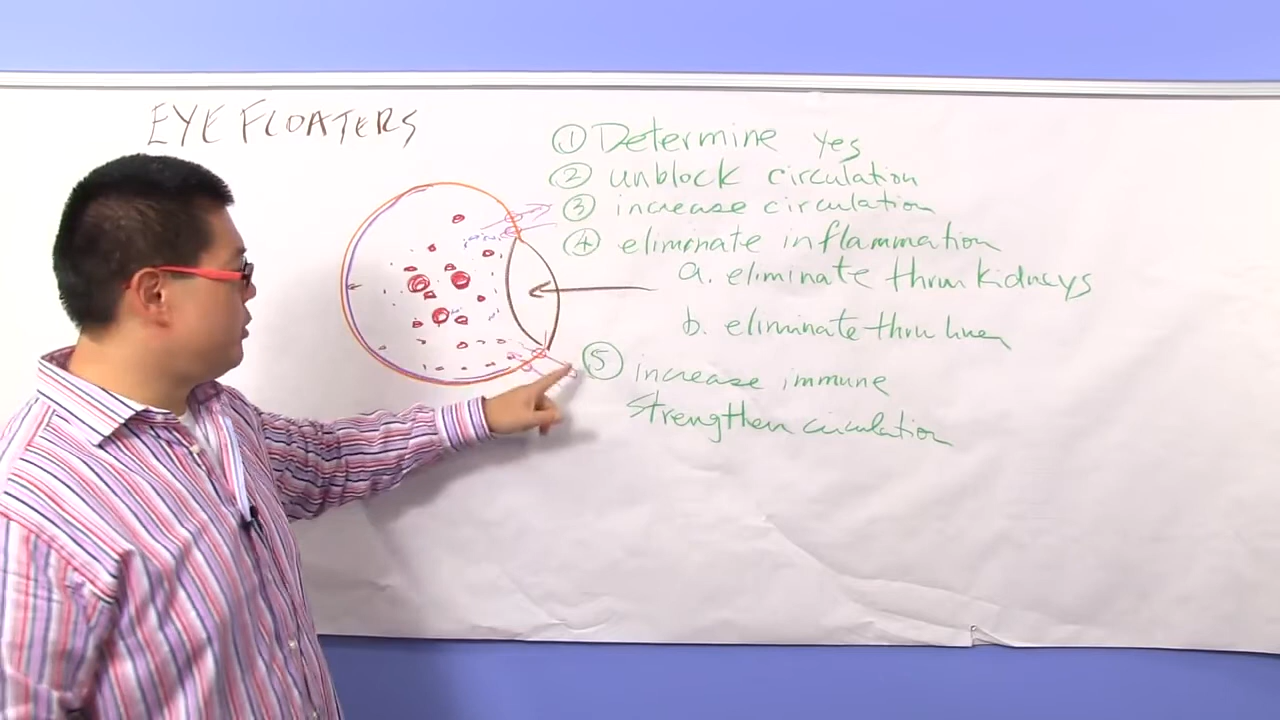 EYE FLOATERS
① Determine yes
② unblock circulation
③ increase circulation
④ eliminate inflammation
a. eliminate thru kidneys
b. eliminate thru liver
⑤ increase immune
Strengthen circulation